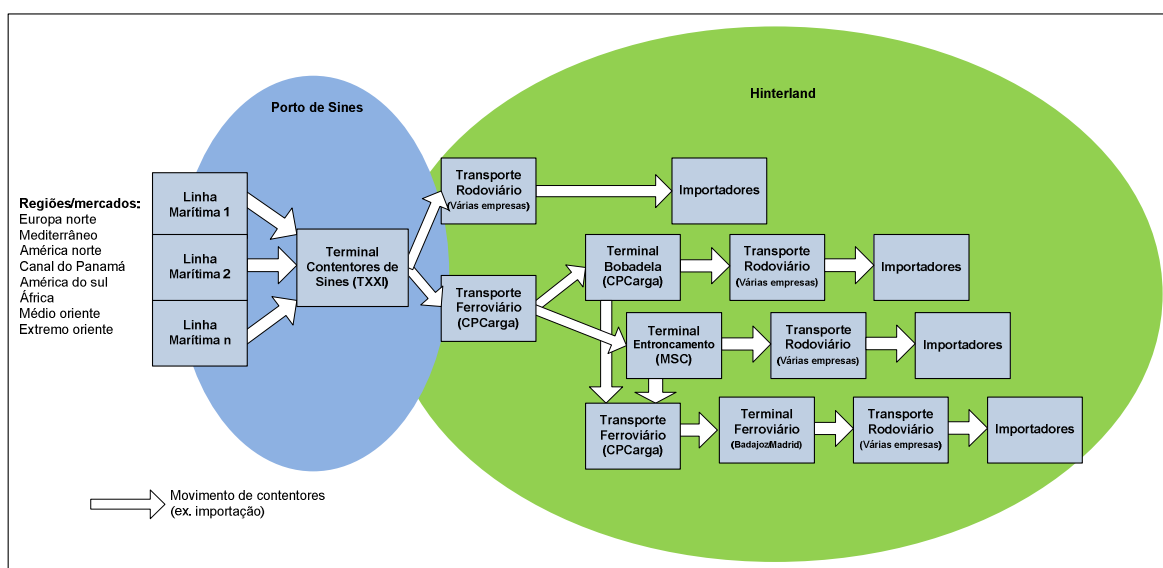 Porto de Sines
Hinterland
Regiões/mercados:
Europa norte
Mediterrâneo
América norte
Canal do Panamá
América do sul
África
Médio oriente
Extremo oriente
Linha
Marítima 1
Linha
Marítima 2
Linha
Marítima n
Terminal
Contentores de
Sines (TXXI)
Transporte
Rodoviário
(Várias empresas)
Importadores
Transporte
Ferroviário
(CPCarga)
Terminal
Bobadela
(CPCarga)
Transporte
Rodoviário
(Várias empresas)
Importadores
Terminal
Entroncamento
(MSC)
Transporte
Rodoviário
(Várias empresas)
Importadores
Transporte
Ferroviário
(CPCarga)
Terminal
Ferroviário
(Badajoz/Madrid)
Transporte
Rodoviário
(Várias empresas)
Importadores
Movimento de contentores
(ex. importação)